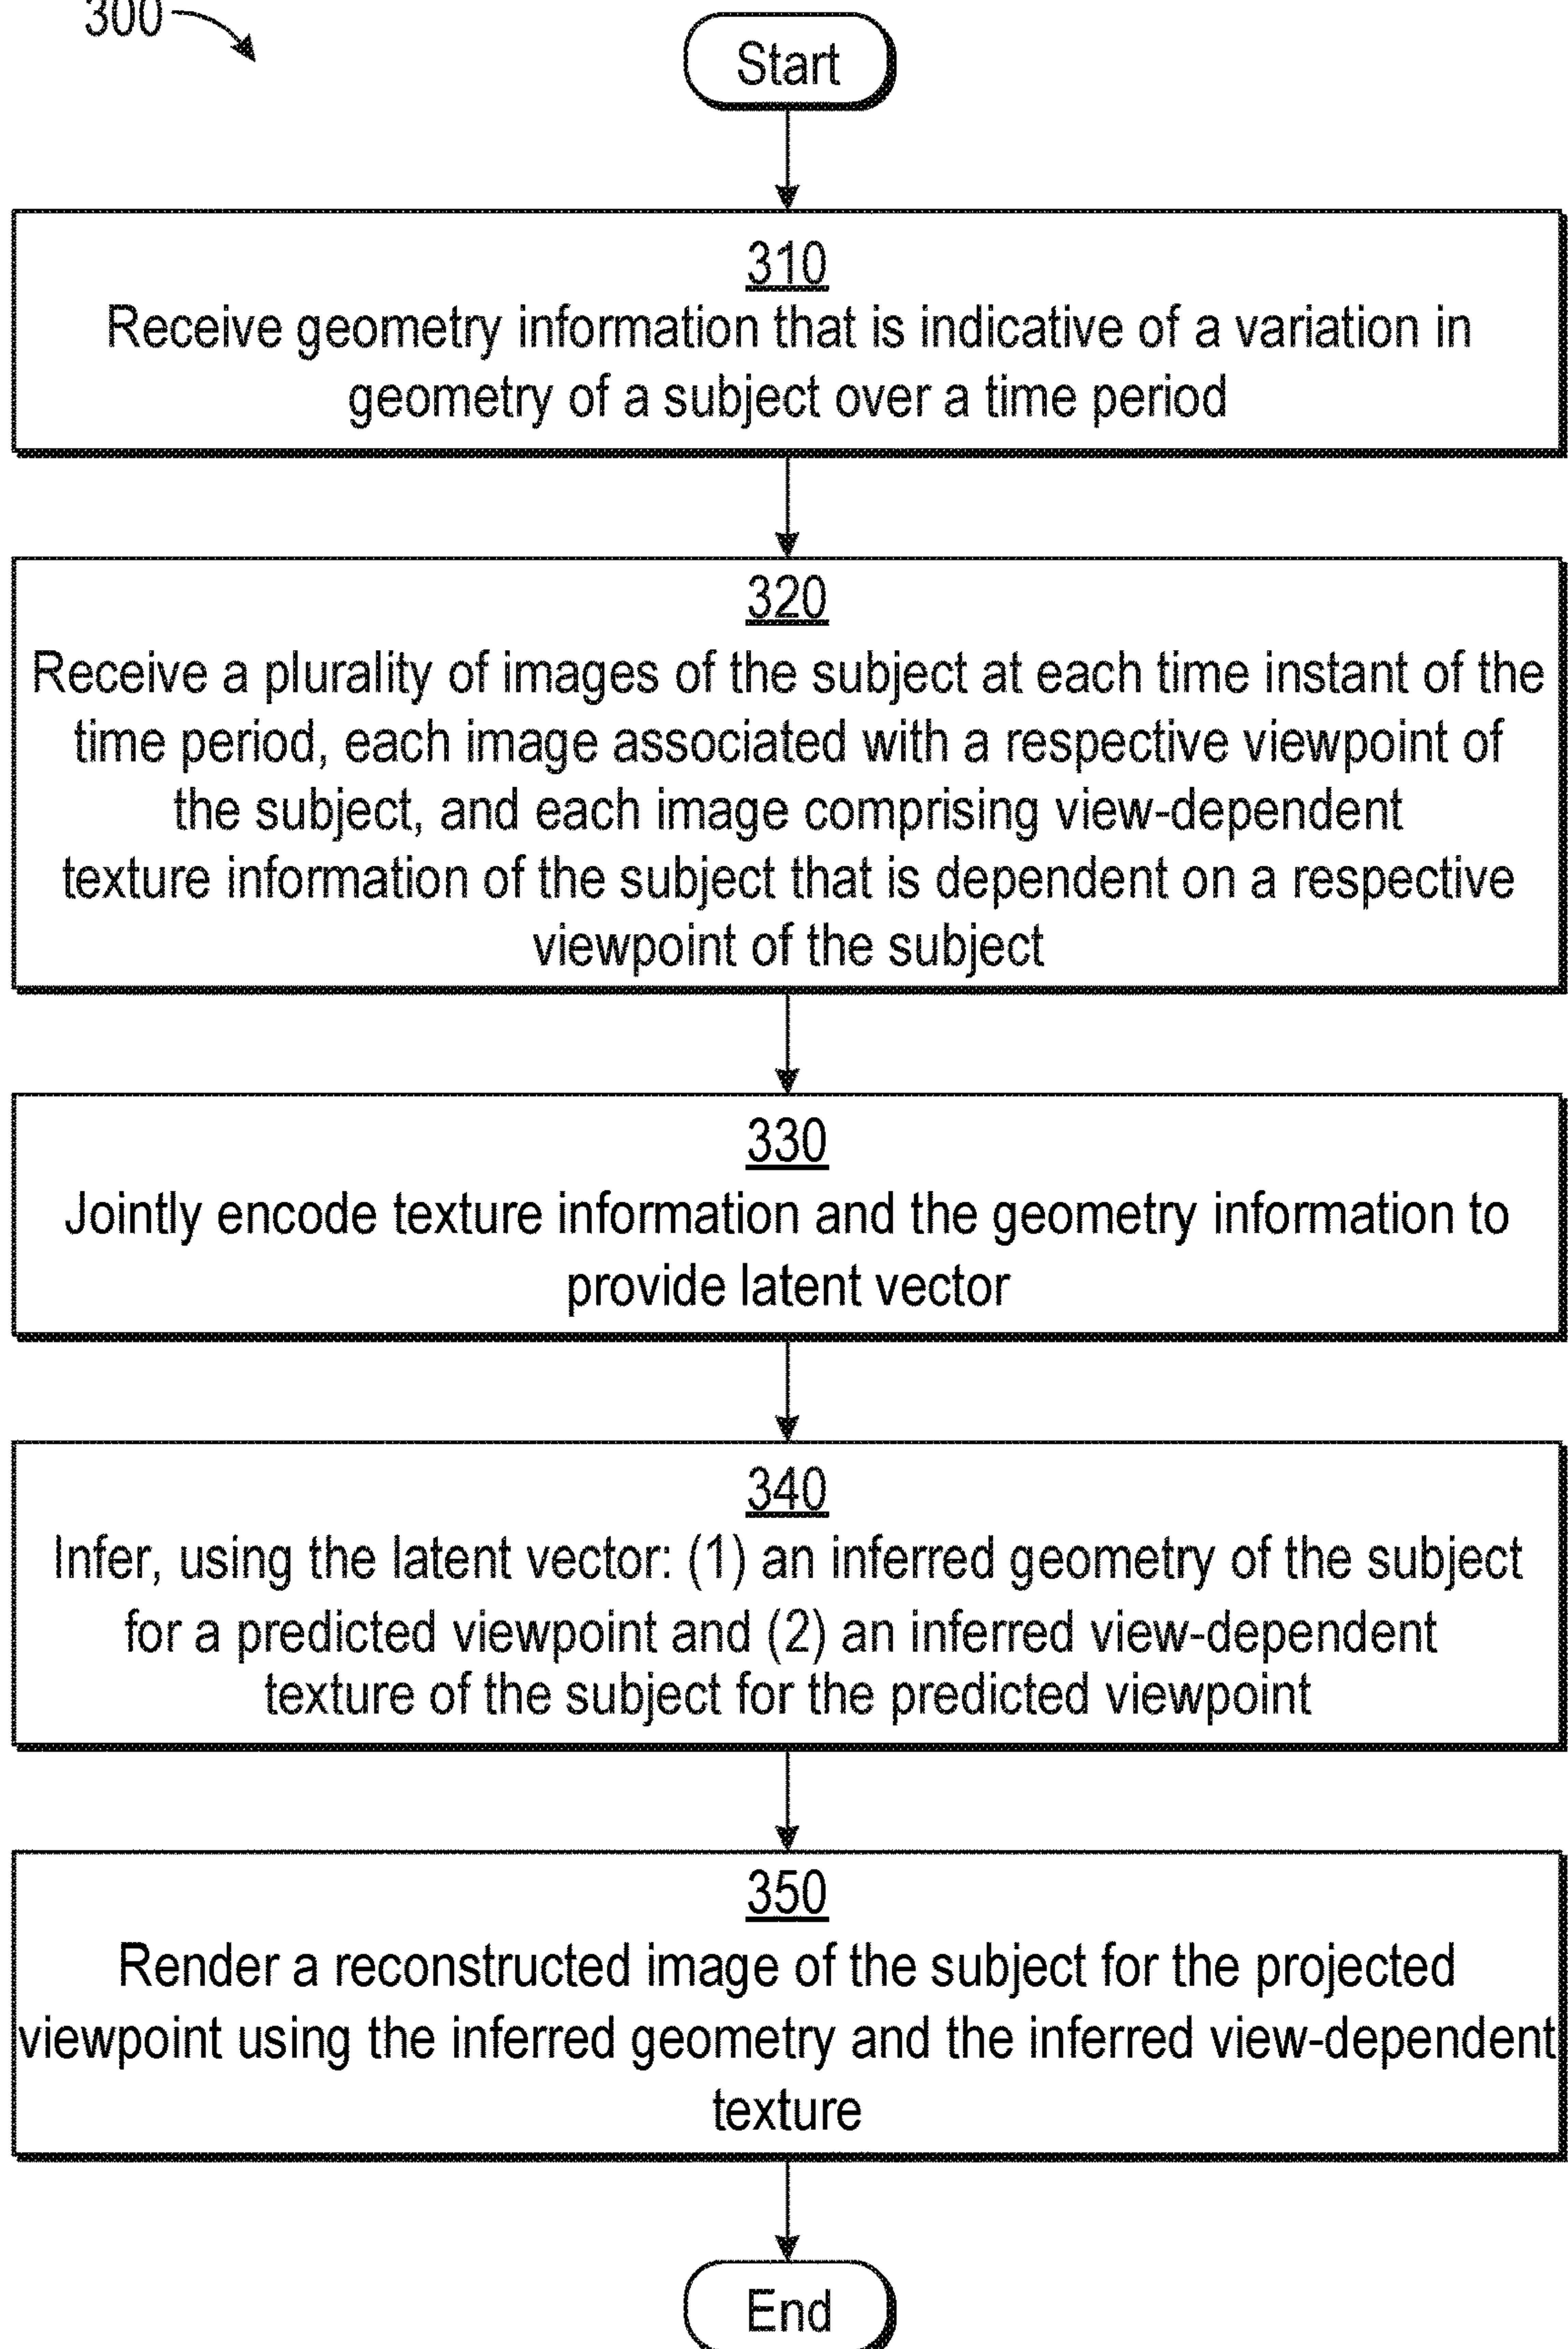 300
Start
310
Receive geometry information that is indicative of a variation in
geometry of a subject over a time period
320
Receive a plurality of images of the subject at each time instant of the
time period, each image associated with a respective viewpoint of
the subject, and each image comprising view-dependent
texture information of the subject that is dependent on a respective
viewpoint of the subject
330
Jointly encode texture information and the geometry information to
provide latent vector
340
Infer, using the latent vector: (1) an inferred geometry of the subject
for a predicted viewpoint and (2) an inferred view-dependent
texture of the subject for the predicted viewpoint
350
Render a reconstructed image of the subject for the projected
viewpoint using the inferred geometry and the inferred view-dependent
texture
End